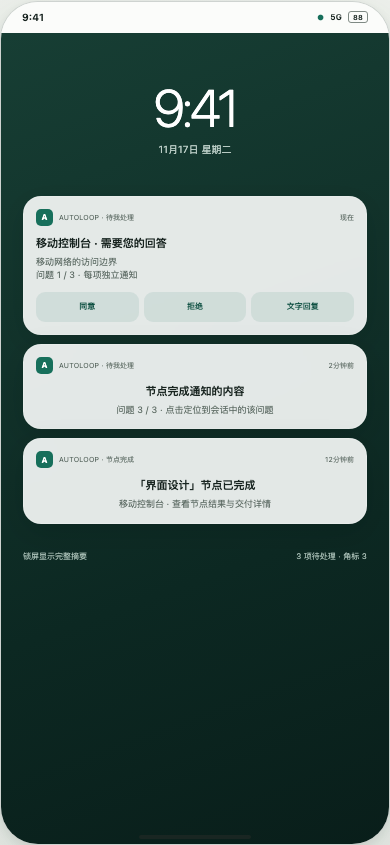 9:41
5G 88
9:41
11月17日 星期二
A AUTOLOOP · 待我处理 现在
移动控制台 · 需要您的回答
移动网络的访问边界
问题 1 / 3 · 每项独立通知
同意 拒绝 文字回复
A AUTOLOOP · 待我处理 2分钟前
节点完成通知的内容
问题 3 / 3 · 点击定位到会话中的该问题
A AUTOLOOP · 节点完成 12分钟前
「界面设计」节点已完成
移动控制台 · 查看节点结果与交付详情
锁屏显示完整摘要 3 项待处理 · 角标 3